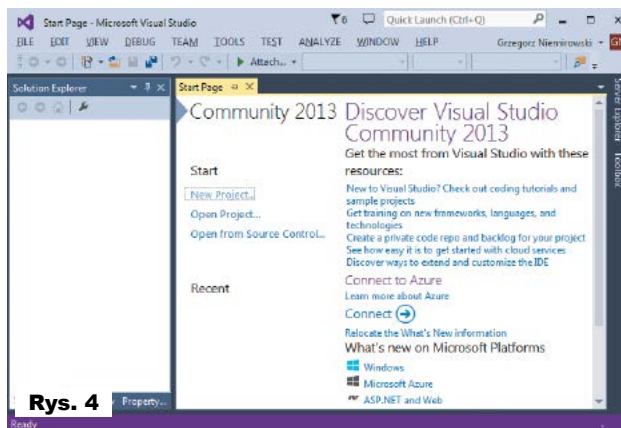 Start Page - Microsoft Visual Studio
6
Quick Launch (Ctrl+Q)
FILE EDIT VIEW DEBUG TEAM TOOLS TEST ANALYZE WINDOW HELP
Grzegorz Niemirowski
GN
Attach...
Solution Explorer
Start Page
Community 2013
Start
New Project...
Open Project...
Open from Source Control...
Recent
Discover Visual Studio
Community 2013
Get the most from Visual Studio with these
resources:
New to Visual Studio? Check out coding tutorials and
sample projects
Get training on new frameworks, languages, and
technologies
Create a private code repo and backlog for your project
See how easy it is to get started with cloud services
Discover ways to extend and customize the IDE
Connect to Azure
Learn more about Azure
Connect
Relocate the What's New information
What's new on Microsoft Platforms
Windows
Microsoft Azure
ASP.NET and Web
Server Explorer
Toolbox
Property...
Rys. 4
Ready